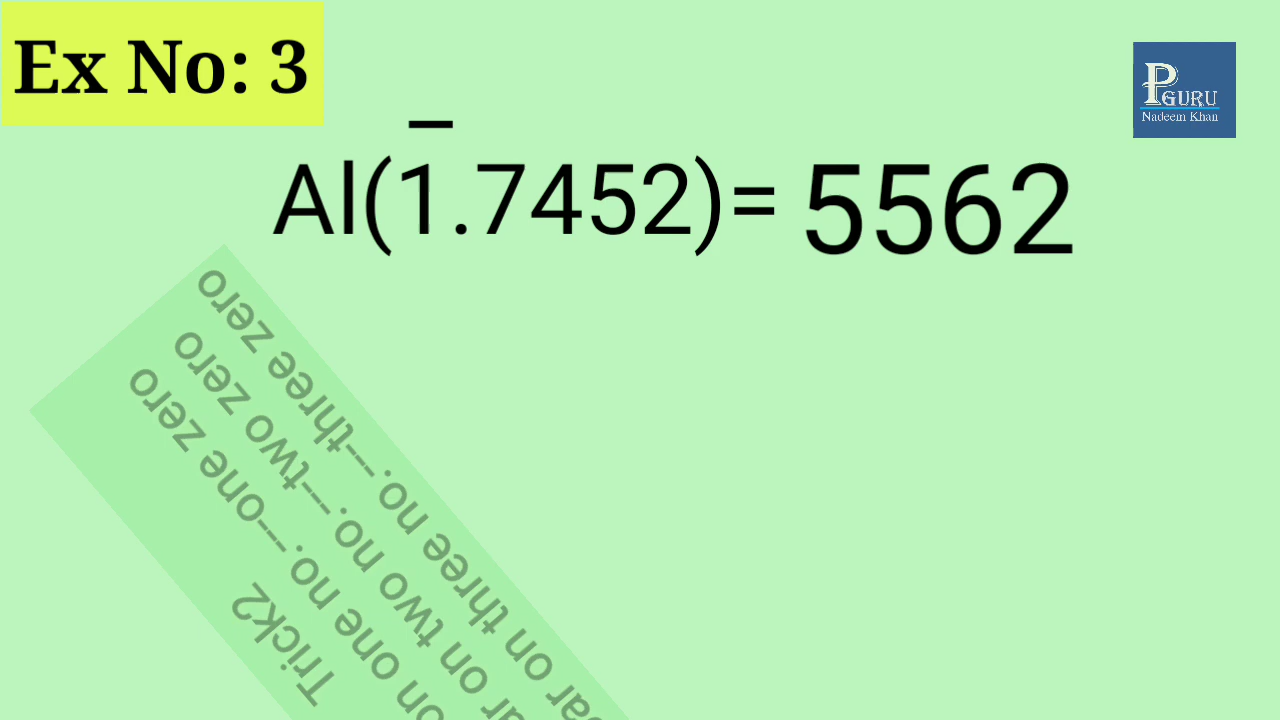 Ex No: 3
PGURU
Nadeem Khan
Al(1̅.7452)= 5562
Trick2
on one no.---one zero
ar on two no.---two zero
bar on three no.---three zero